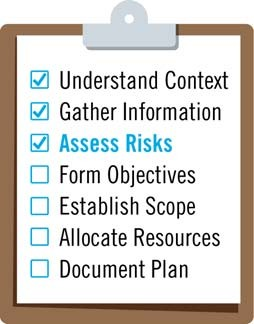 Understand Context
Gather Information
Assess Risks
Form Objectives
Establish Scope
Allocate Resources
Document Plan